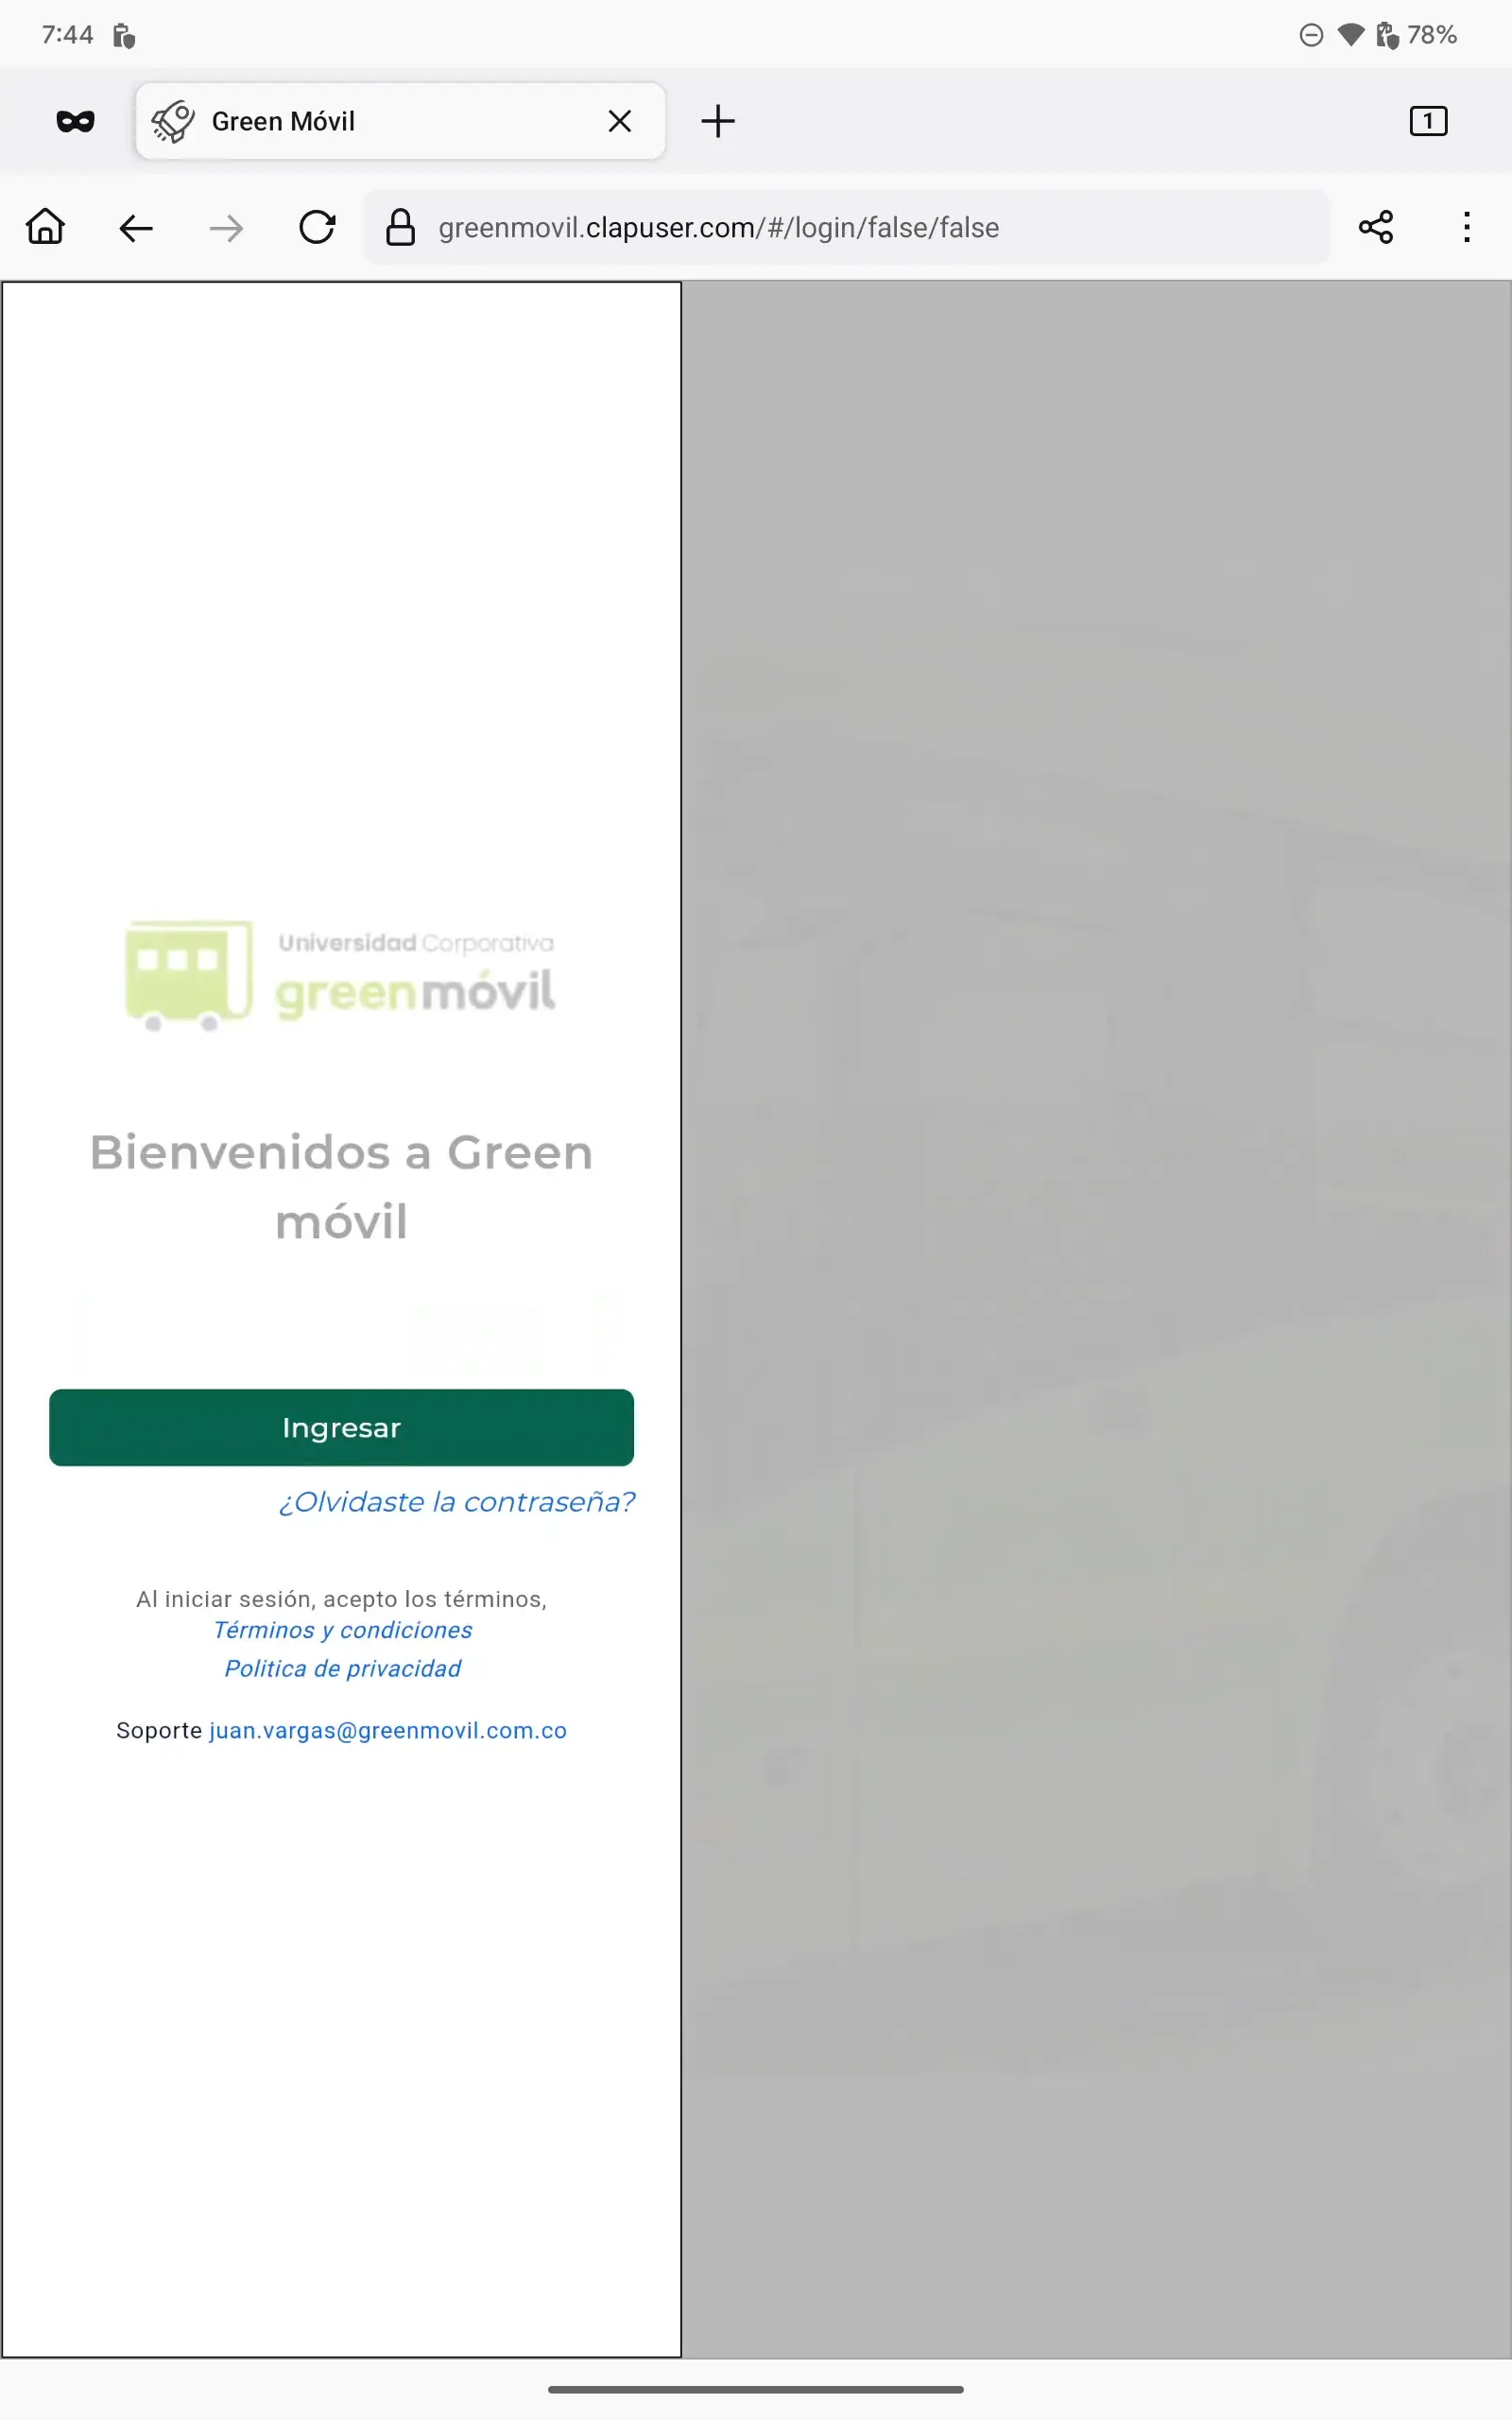 7:44
78%
Green Móvil
1
greenmovil.clapuser.com/#/login/false/false
Universidad Corporativa
greenmóvil
Bienvenidos a Green
móvil
Ingresar
¿Olvidaste la contraseña?
Al iniciar sesión, acepto los términos,
Términos y condiciones
Politica de privacidad
Soporte juan.vargas@greenmovil.com.co